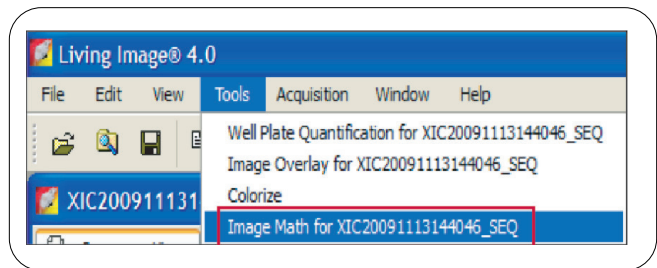 Living Image® 4.0
File Edit View Tools Acquisition Window Help
Well Plate Quantification for XIC20091113144046_SEQ
Image Overlay for XIC20091113144046_SEQ
XIC200911131
Colorize
Image Math for XIC20091113144046_SEQ